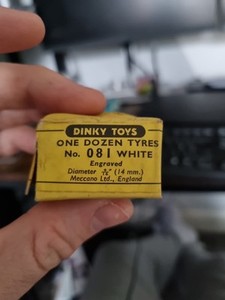 DINKY TOYS
ONE DOZEN TYRES
No. 081 WHITE
Engraved
Diameter 9/16" (14 mm.)
Meccano Ltd., England